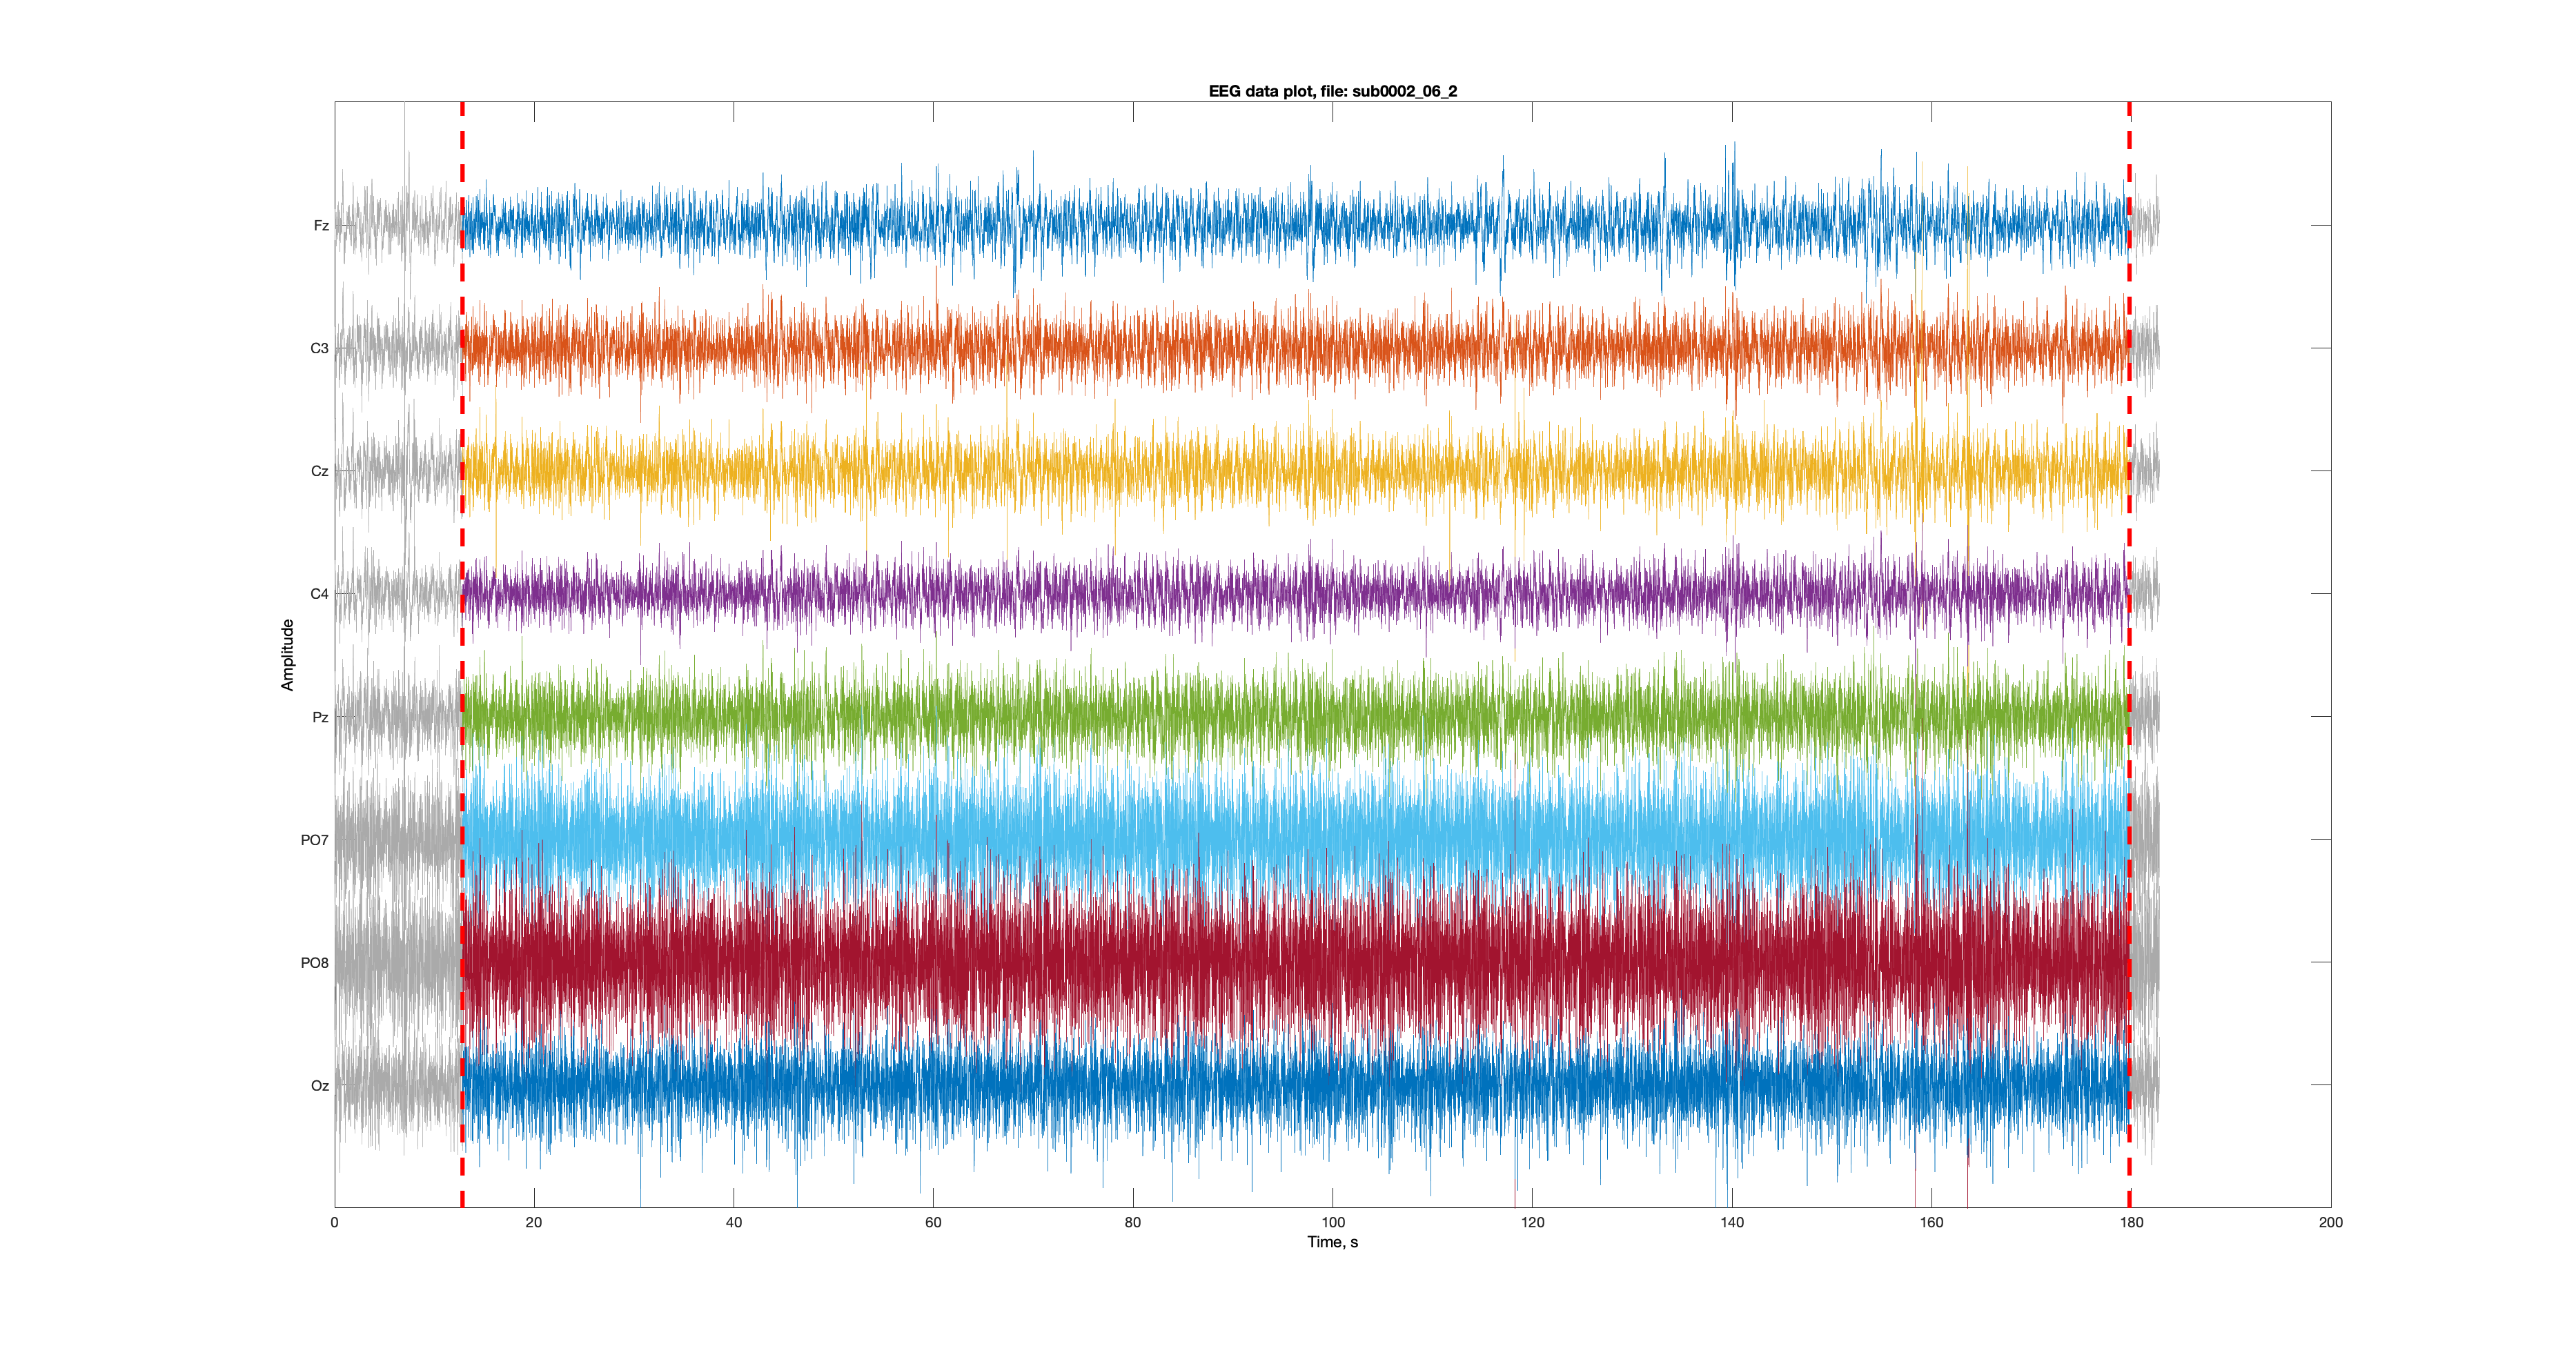 EEG data plot, file: sub0002_06_2
Fz
C3
Cz
C4
Pz
PO7
PO8
Oz
Amplitude
0 20 40 60 80 100 120 140 160 180 200
Time, s